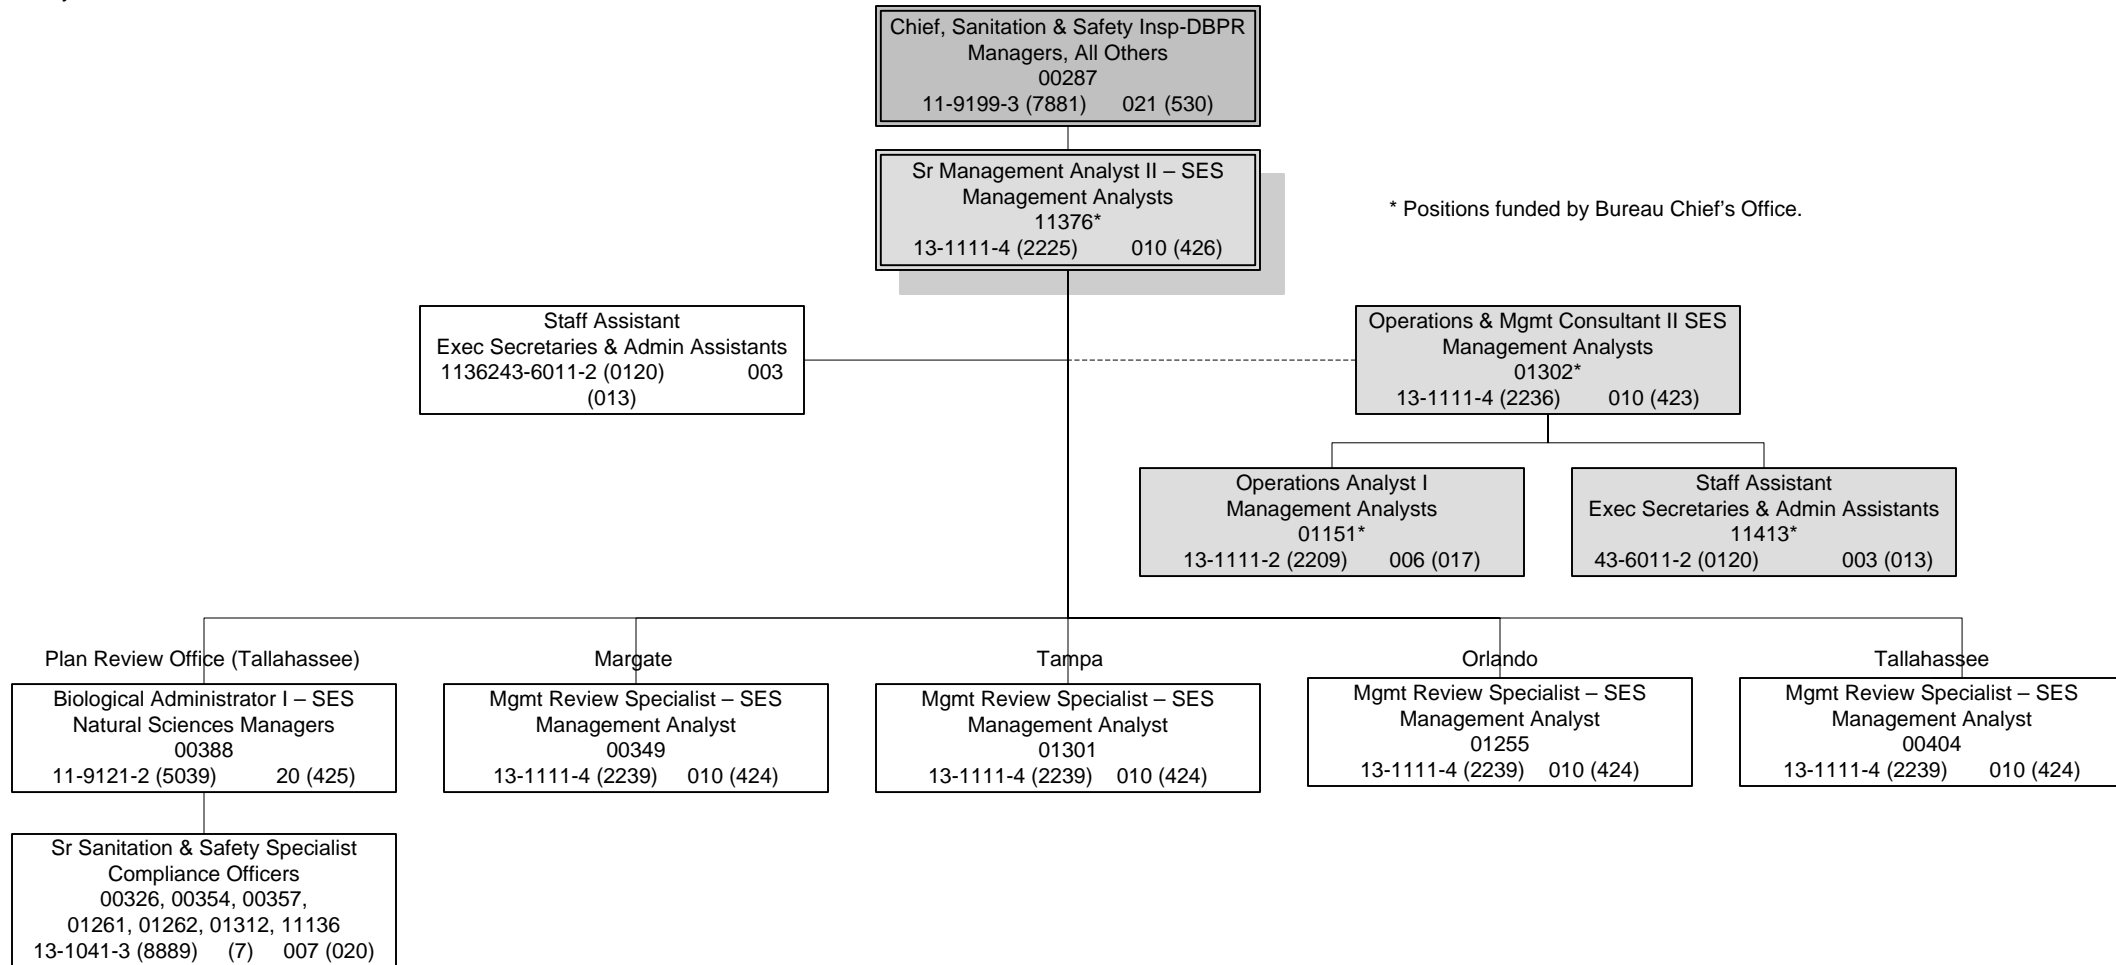 Chief, Sanitation & Safety Insp-DBPR
Managers, All Others
00287
11-9199-3 (7881) 021 (530)
Sr Management Analyst II – SES
Management Analysts
11376*
13-1111-4 (2225) 010 (426)
* Positions funded by Bureau Chief’s Office.
Staff Assistant
Exec Secretaries & Admin Assistants
1136243-6011-2 (0120) 003
(013)
Operations & Mgmt Consultant II SES
Management Analysts
01302*
13-1111-4 (2236) 010 (423)
Operations Analyst I
Management Analysts
01151*
13-1111-2 (2209) 006 (017)
Staff Assistant
Exec Secretaries & Admin Assistants
11413*
43-6011-2 (0120) 003 (013)
Plan Review Office (Tallahassee)
Biological Administrator I – SES
Natural Sciences Managers
00388
11-9121-2 (5039) 20 (425)
Margate
Mgmt Review Specialist – SES
Management Analyst
00349
13-1111-4 (2239) 010 (424)
Tampa
Mgmt Review Specialist – SES
Management Analyst
01301
13-1111-4 (2239) 010 (424)
Orlando
Mgmt Review Specialist – SES
Management Analyst
01255
13-1111-4 (2239) 010 (424)
Tallahassee
Mgmt Review Specialist – SES
Management Analyst
00404
13-1111-4 (2239) 010 (424)
Sr Sanitation & Safety Specialist
Compliance Officers
00326, 00354, 00357,
01261, 01262, 01312, 11136
13-1041-3 (8889) (7) 007 (020)